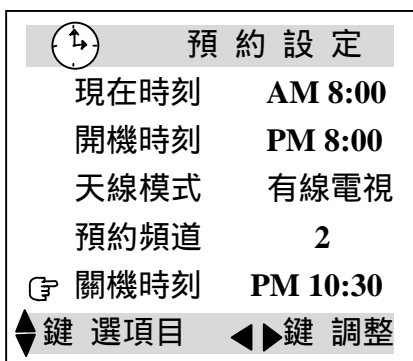 預約設定
現在時刻 AM 8:00
開機時刻 PM 8:00
天線模式 有線電視
預約頻道 2
關機時刻 PM 10:30
鍵 選項目 鍵 調整